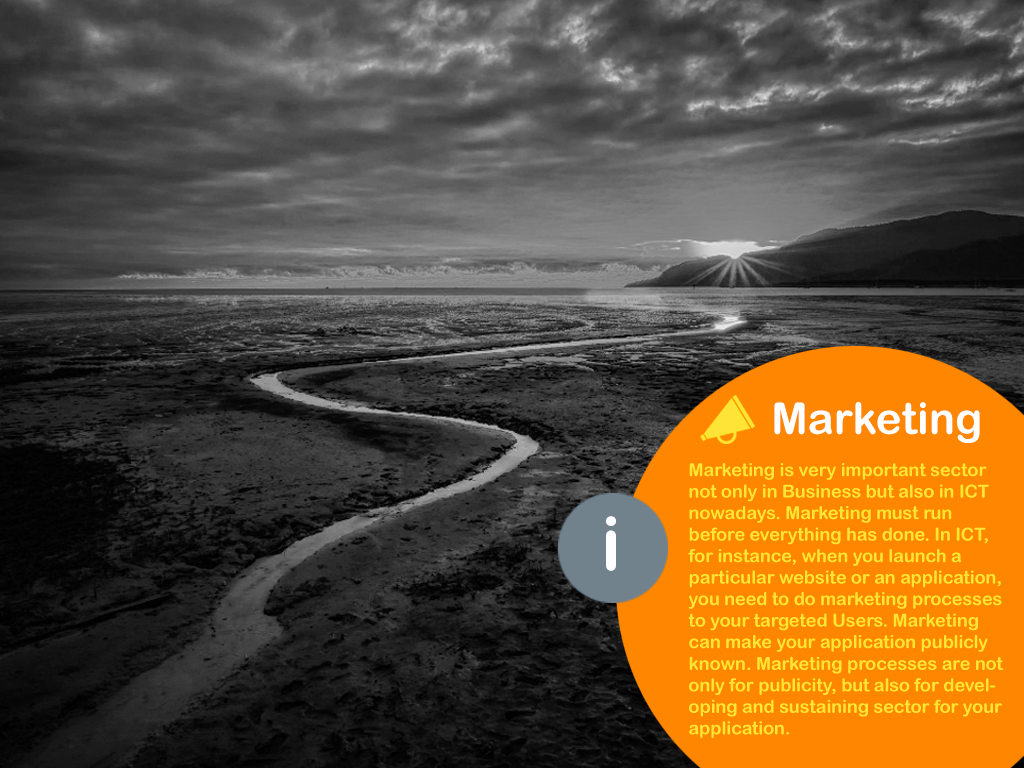 Marketing
Marketing is very important sector
not only in Business but also in ICT
nowadays. Marketing must run
before everything has done. In ICT,
for instance, when you launch a
particular website or an application,
you need to do marketing processes
to your targeted Users. Marketing
can make your application publicly
known. Marketing processes are not
only for publicity, but also for devel-
oping and sustaining sector for your
application.
i